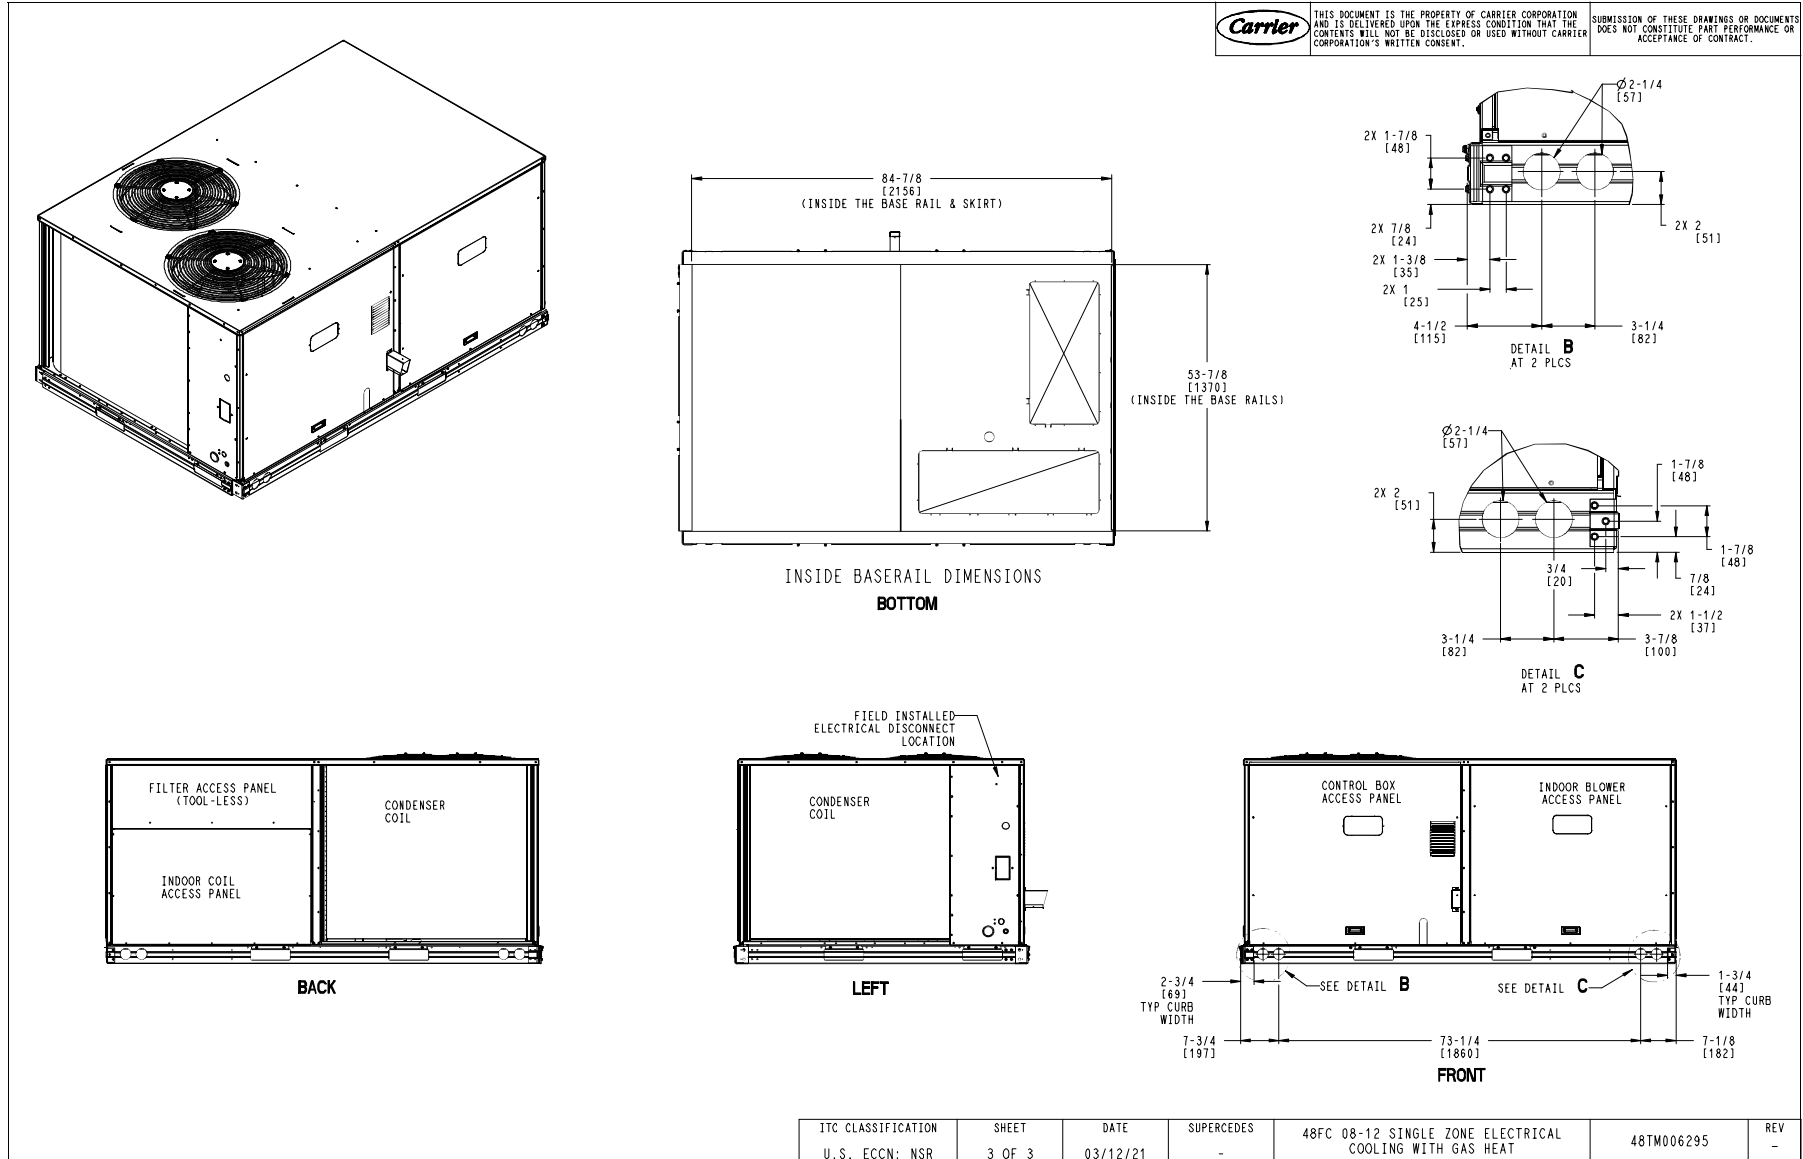 Carrier
THIS DOCUMENT IS THE PROPERTY OF CARRIER CORPORATION
AND IS DELIVERED UPON THE EXPRESS CONDITION THAT THE
CONTENTS WILL NOT BE DISCLOSED OR USED WITHOUT CARRIER
CORPORATION'S WRITTEN CONSENT.
SUBMISSION OF THESE DRAWINGS OR DOCUMENTS
DOES NOT CONSTITUTE PART PERFORMANCE OR
ACCEPTANCE OF CONTRACT.
84-7/8
[2156]
(INSIDE THE BASE RAIL & SKIRT)
53-7/8
[1370]
(INSIDE THE BASE RAILS)
INSIDE BASERAIL DIMENSIONS
BOTTOM
Ø2-1/4
[57]
2X 1-7/8
[48]
2X 7/8
[24]
2X 2
[51]
2X 1-3/8
[35]
2X 1
[25]
4-1/2
[115]
3-1/4
[82]
DETAIL B
AT 2 PLCS
Ø2-1/4
[57]
1-7/8
[48]
2X 2
[51]
1-7/8
[48]
3/4
[20]
7/8
[24]
2X 1-1/2
[37]
3-1/4
[82]
3-7/8
[100]
DETAIL C
AT 2 PLCS
FILTER ACCESS PANEL
(TOOL-LESS)
CONDENSER
COIL
INDOOR COIL
ACCESS PANEL
BACK
FIELD INSTALLED
ELECTRICAL DISCONNECT
LOCATION
CONDENSER
COIL
LEFT
CONTROL BOX
ACCESS PANEL
INDOOR BLOWER
ACCESS PANEL
2-3/4
[69]
TYP CURB
WIDTH
SEE DETAIL B
SEE DETAIL C
1-3/4
[44]
TYP CURB
WIDTH
7-3/4
[197]
73-1/4
[1860]
7-1/8
[182]
FRONT
ITC CLASSIFICATION
U.S. ECCN: NSR
SHEET
3 OF 3
DATE
03/12/21
SUPERCEDES
-
48FC 08-12 SINGLE ZONE ELECTRICAL
COOLING WITH GAS HEAT
48TM006295
REV
-